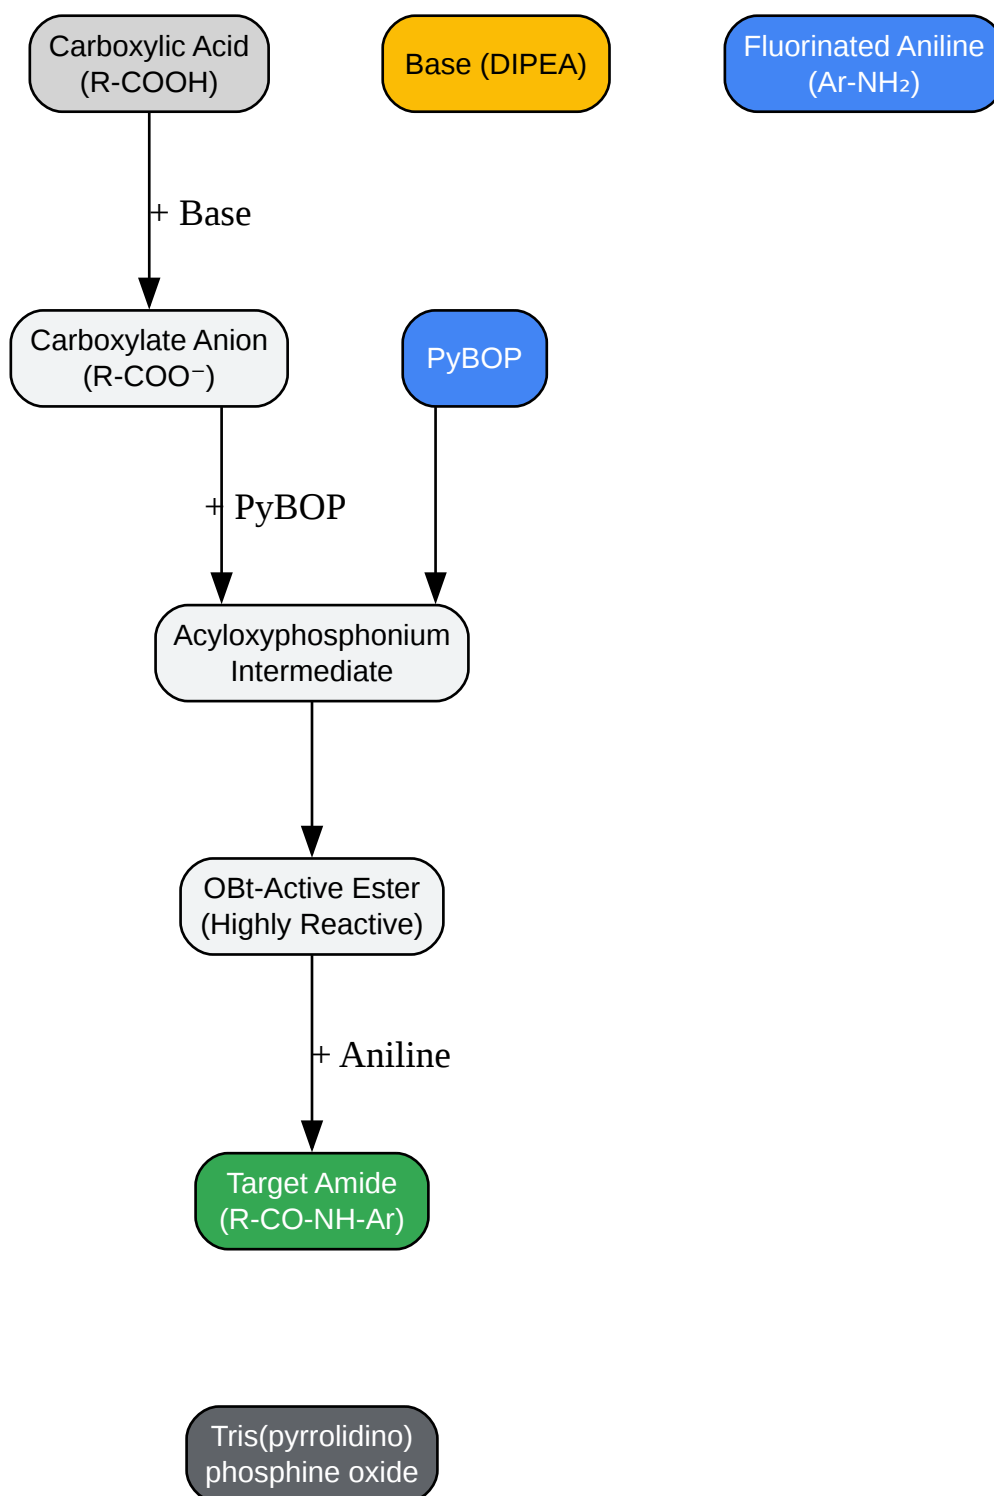 Carboxylic Acid
(R-COOH)
Base (DIPEA)
Fluorinated Aniline
(Ar-NH₂)
+ Base
Carboxylate Anion
(R-COO⁻)
PyBOP
+ PyBOP
Acyloxyphosphonium
Intermediate
OBt-Active Ester
(Highly Reactive)
+ Aniline
Target Amide
(R-CO-NH-Ar)
Tris(pyrrolidino)
phosphine oxide